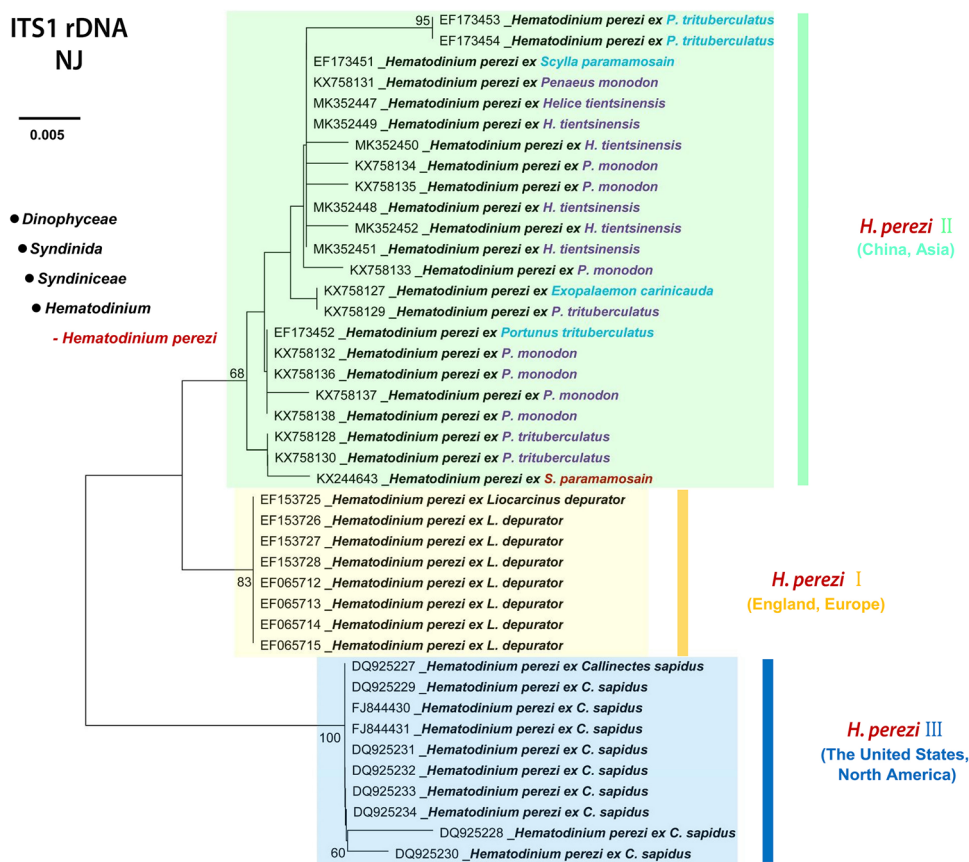 ITS1 rDNA
NJ
0.005
Dinophyceae
Syndinida
Syndiniceae
Hematodinium
- Hematodinium perezi
95
EF173453 _Hematodinium perezi ex P. trituberculatus
EF173454 _Hematodinium perezi ex P. trituberculatus
EF173451 _Hematodinium perezi ex Scylla paramamosain
KX758131 _Hematodinium perezi ex Penaeus monodon
MK352447 _Hematodinium perezi ex Helice tientsinensis
MK352449 _Hematodinium perezi ex H. tientsinensis
MK352450 _Hematodinium perezi ex H. tientsinensis
KX758134 _Hematodinium perezi ex P. monodon
KX758135 _Hematodinium perezi ex P. monodon
MK352448 _Hematodinium perezi ex H. tientsinensis
MK352452 _Hematodinium perezi ex H. tientsinensis
MK352451 _Hematodinium perezi ex H. tientsinensis
KX758133 _Hematodinium perezi ex P. monodon
KX758127 _Hematodinium perezi ex Exopalaemon carinicauda
KX758129 _Hematodinium perezi ex P. trituberculatus
EF173452 _Hematodinium perezi ex Portunus trituberculatus
KX758132 _Hematodinium perezi ex P. monodon
68
KX758136 _Hematodinium perezi ex P. monodon
KX758137 _Hematodinium perezi ex P. monodon
KX758138 _Hematodinium perezi ex P. monodon
KX758128 _Hematodinium perezi ex P. trituberculatus
KX758130 _Hematodinium perezi ex P. trituberculatus
KX244643 _Hematodinium perezi ex S. paramamosain
H. perezi II
(China, Asia)
EF153725 _Hematodinium perezi ex Liocarcinus depurator
EF153726 _Hematodinium perezi ex L. depurator
EF153727 _Hematodinium perezi ex L. depurator
EF153728 _Hematodinium perezi ex L. depurator
83
EF065712 _Hematodinium perezi ex L. depurator
EF065713 _Hematodinium perezi ex L. depurator
EF065714 _Hematodinium perezi ex L. depurator
EF065715 _Hematodinium perezi ex L. depurator
H. perezi I
(England, Europe)
DQ925227 _Hematodinium perezi ex Callinectes sapidus
DQ925229 _Hematodinium perezi ex C. sapidus
FJ844430 _Hematodinium perezi ex C. sapidus
FJ844431 _Hematodinium perezi ex C. sapidus
100
DQ925231 _Hematodinium perezi ex C. sapidus
DQ925232 _Hematodinium perezi ex C. sapidus
DQ925233 _Hematodinium perezi ex C. sapidus
DQ925234 _Hematodinium perezi ex C. sapidus
DQ925228 _Hematodinium perezi ex C. sapidus
60
DQ925230 _Hematodinium perezi ex C. sapidus
H. perezi III
(The United States,
North America)